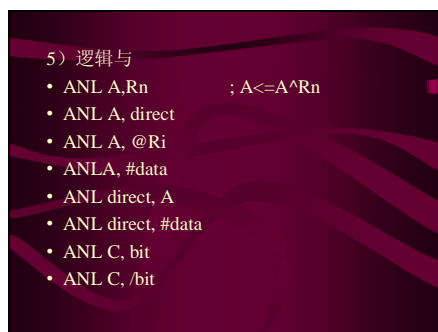 5）逻辑与
• ANL A,Rn ; A<=A^Rn
• ANL A, direct
• ANL A, @Ri
• ANLA, #data
• ANL direct, A
• ANL direct, #data
• ANL C, bit
• ANL C, /bit